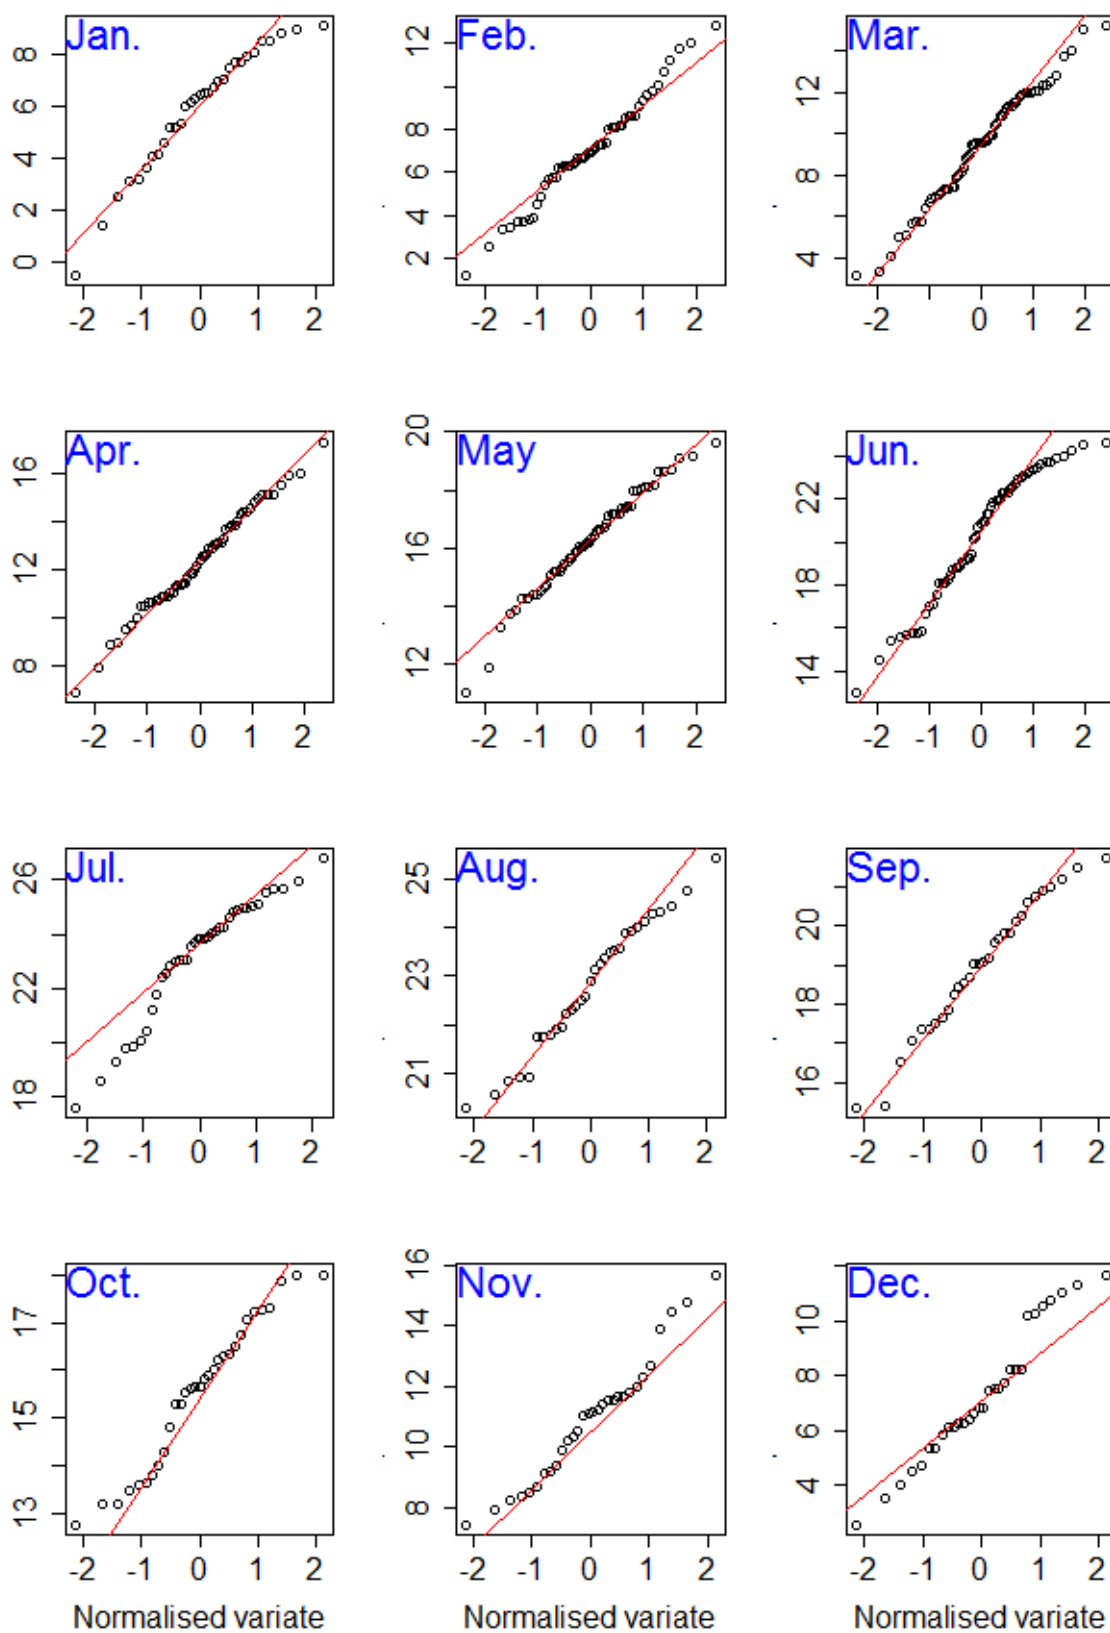 Jan. Feb. Mar.
8 6 4 2 0
12 10 8 6 4 2
12 8 4
-2 -1 0 1 2 -2 -1 0 1 2 -2 -1 0 1 2
Apr. May Jun.
16 12 8
20 16 12
22 18 14
-2 -1 0 1 2 -2 -1 0 1 2 -2 -1 0 1 2
Jul. Aug. Sep.
26 22 18
25 23 21
20 18 16
-2 -1 0 1 2 -2 -1 0 1 2 -2 -1 0 1 2
Oct. Nov. Dec.
17 15 13
16 14 12 10 8
10 8 6 4
-2 -1 0 1 2 -2 -1 0 1 2 -2 -1 0 1 2
Normalised variate Normalised variate Normalised variate